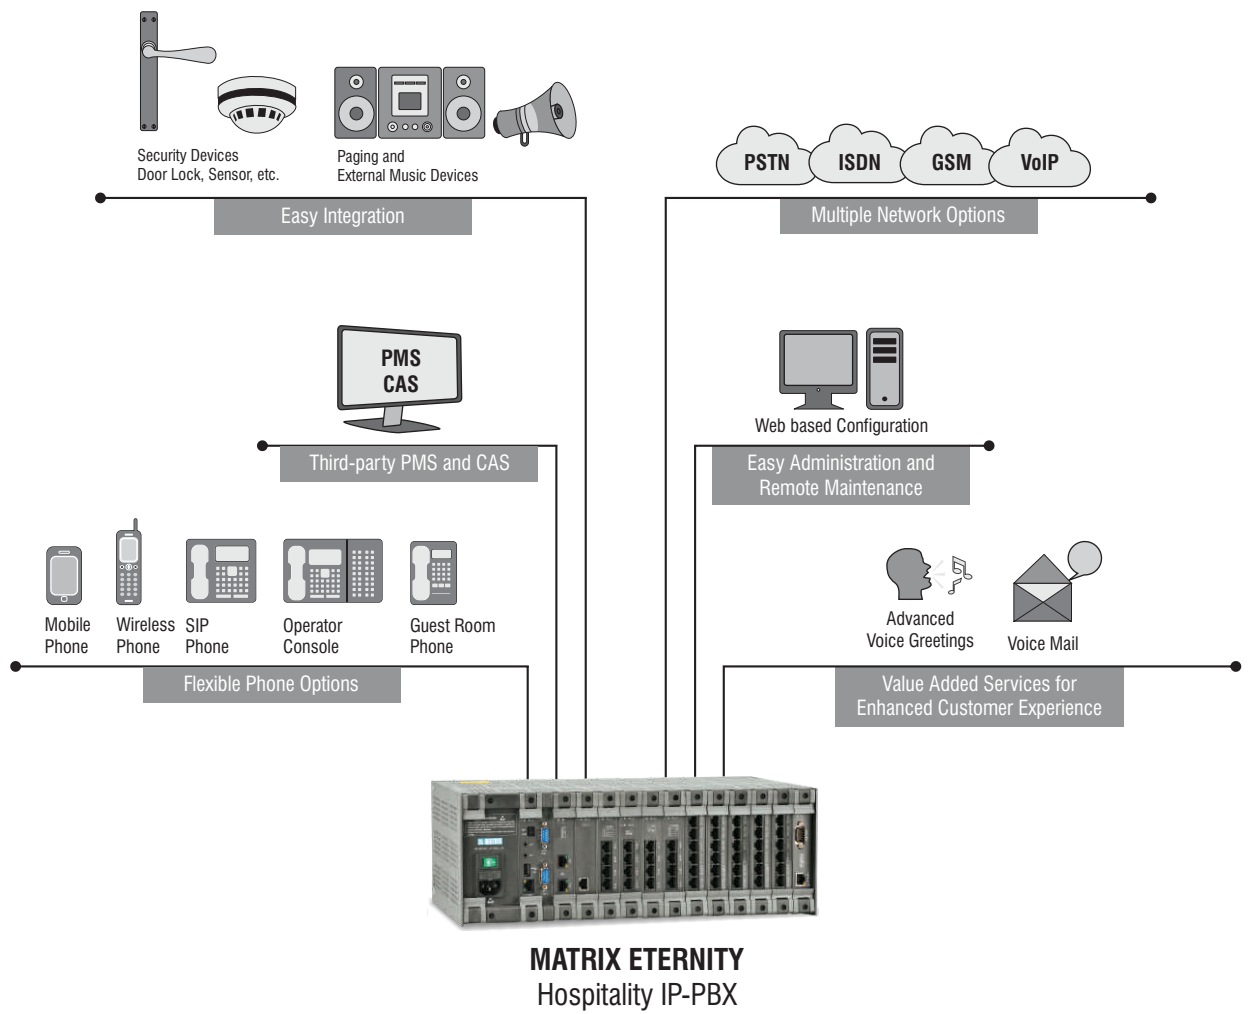 Security Devices
Door Lock, Sensor, etc.
Paging and
External Music Devices
Easy Integration
PSTN
ISDN
GSM
VoIP
Multiple Network Options
PMS
CAS
Third-party PMS and CAS
Web based Configuration
Easy Administration and
Remote Maintenance
Mobile
Phone
Wireless
Phone
SIP
Phone
Operator
Console
Guest Room
Phone
Flexible Phone Options
Advanced
Voice Greetings
Voice Mail
Value Added Services for
Enhanced Customer Experience
MATRIX ETERNITY
Hospitality IP-PBX